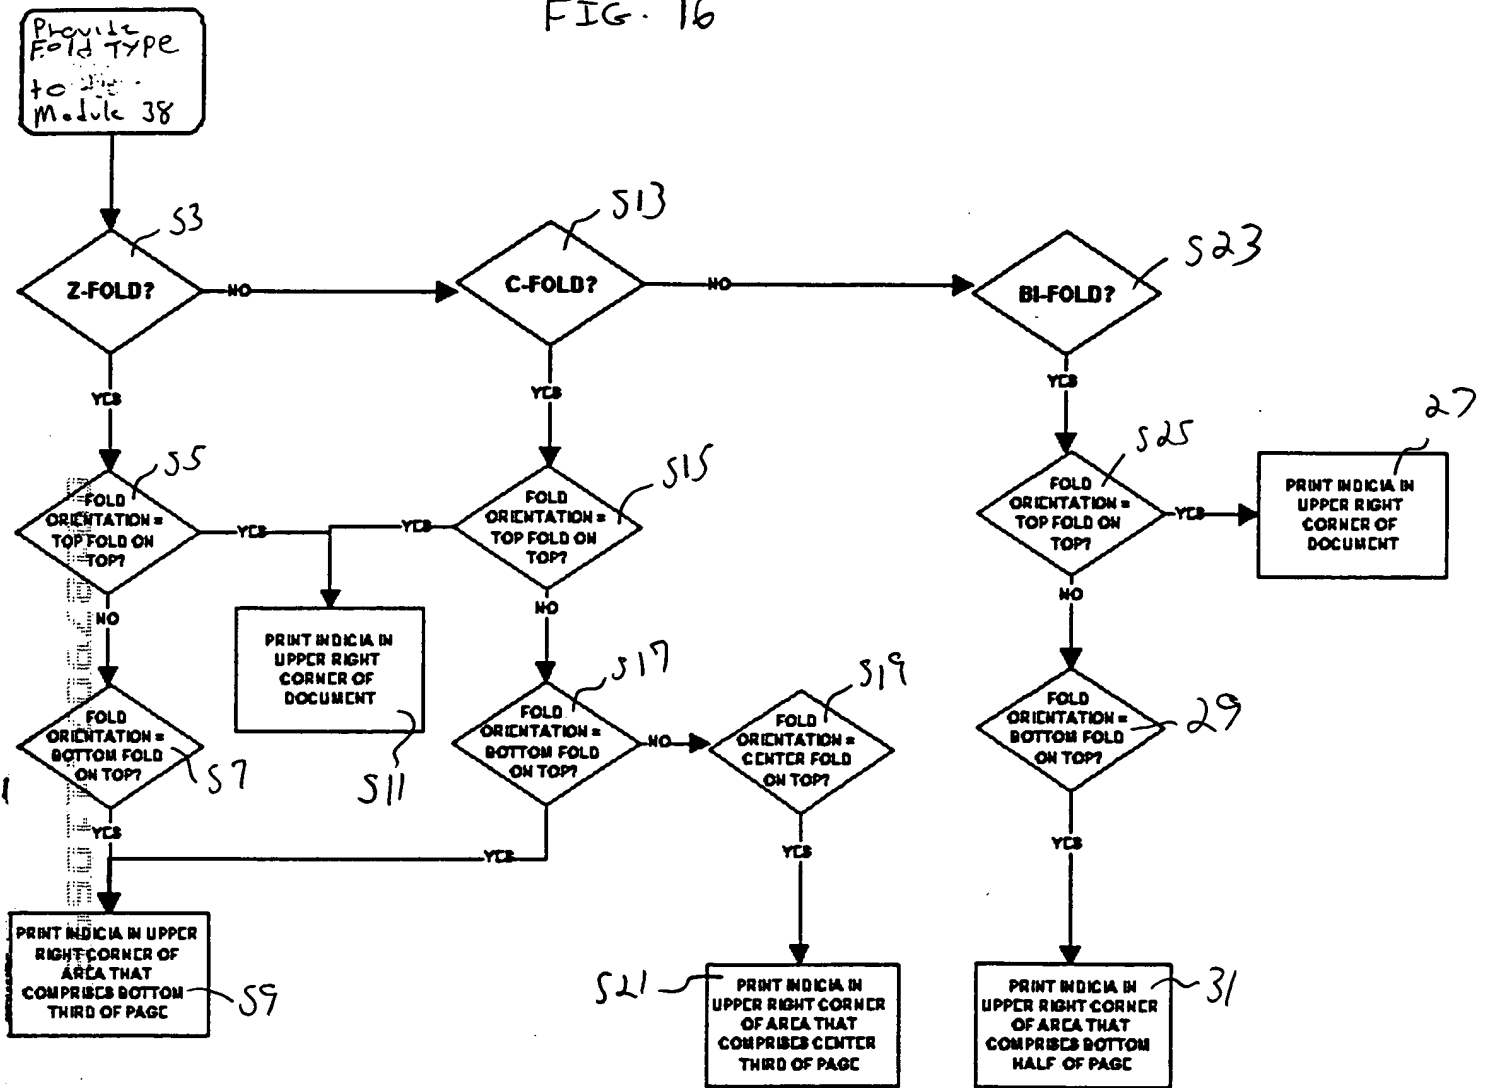 FIG. 16
Provide
Fold TYPE
to
Module 38
S3
Z-FOLD?
NO
S13
C-FOLD?
NO
S23
BI-FOLD?
YES
YES
YES
S5
FOLD
ORIENTATION =
TOP FOLD ON
TOP?
YES
S15
FOLD
ORIENTATION =
TOP FOLD ON
TOP?
YES
S25
FOLD
ORIENTATION =
TOP FOLD ON
TOP?
YES
27
PRINT INDICIA IN
UPPER RIGHT
CORNER OF
DOCUMENT
NO
NO
NO
PRINT INDICIA IN
UPPER RIGHT
CORNER OF
DOCUMENT
S11
S7
FOLD
ORIENTATION =
BOTTOM FOLD
ON TOP?
S17
FOLD
ORIENTATION =
BOTTOM FOLD
ON TOP?
NO
S19
FOLD
ORIENTATION =
CENTER FOLD
ON TOP?
29
FOLD
ORIENTATION =
BOTTOM FOLD
ON TOP?
YES
YES
YES
YES
PRINT INDICIA IN UPPER
RIGHT CORNER OF
AREA THAT
COMPRISES BOTTOM
THIRD OF PAGE
S9
S21
PRINT INDICIA IN
UPPER RIGHT CORNER
OF AREA THAT
COMPRISES CENTER
THIRD OF PAGE
31
PRINT INDICIA IN
UPPER RIGHT CORNER
OF AREA THAT
COMPRISES BOTTOM
HALF OF PAGE